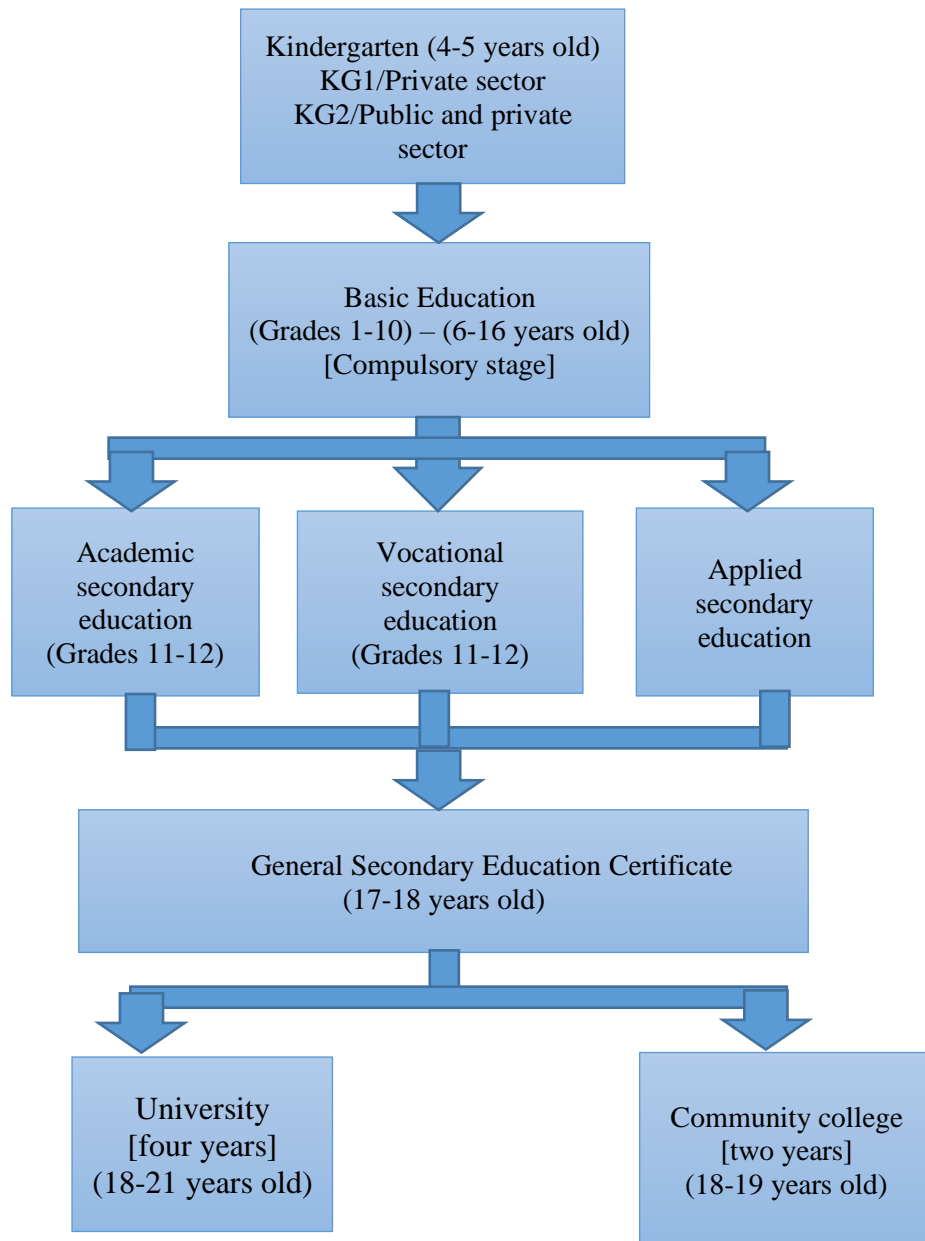 Kindergarten (4-5 years old)
KG1/Private sector
KG2/Public and private
sector
Basic Education
(Grades 1-10) – (6-16 years old)
[Compulsory stage]
Academic
secondary
education
(Grades 11-12)
Vocational
secondary
education
(Grades 11-12)
Applied
secondary
education
General Secondary Education Certificate
(17-18 years old)
University
[four years]
(18-21 years old)
Community college
[two years]
(18-19 years old)